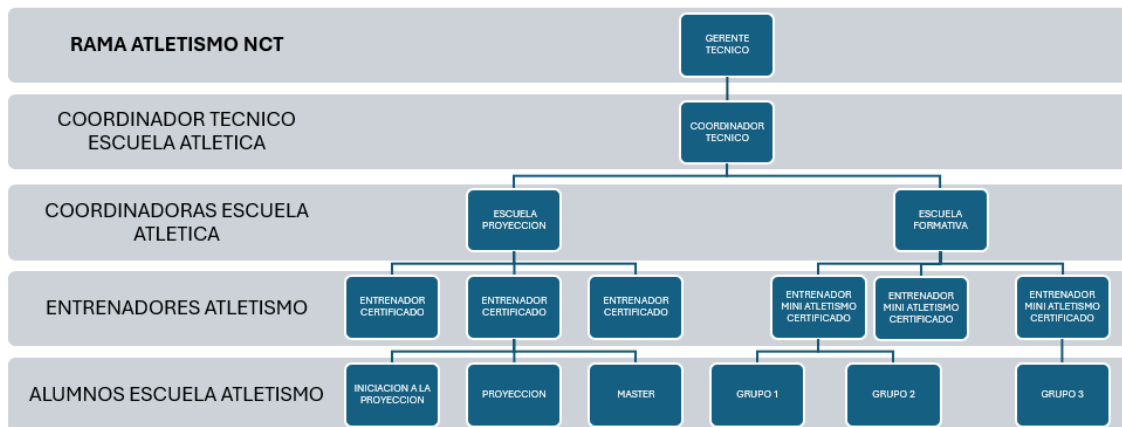 RAMA ATLETISMO NCT
GERENTE
TECNICO
COORDINADOR TECNICO
ESCUELA ATLETICA
COORDINADOR
TECNICO
COORDINADORAS ESCUELA
ATLETICA
ESCUELA
PROYECCION
ESCUELA
FORMATIVA
ENTRENADORES ATLETISMO
ENTRENADOR
CERTIFICADO
ENTRENADOR
CERTIFICADO
ENTRENADOR
CERTIFICADO
ENTRENADOR
MINI ATLETISMO
CERTIFICADO
ENTRENADOR
MINI ATLETISMO
CERTIFICADO
ENTRENADOR
MINI ATLETISMO
CERTIFICADO
ALUMNOS ESCUELA ATLETISMO
INICIACION A LA
PROYECCION
PROYECCION
MASTER
GRUPO 1
GRUPO 2
GRUPO 3